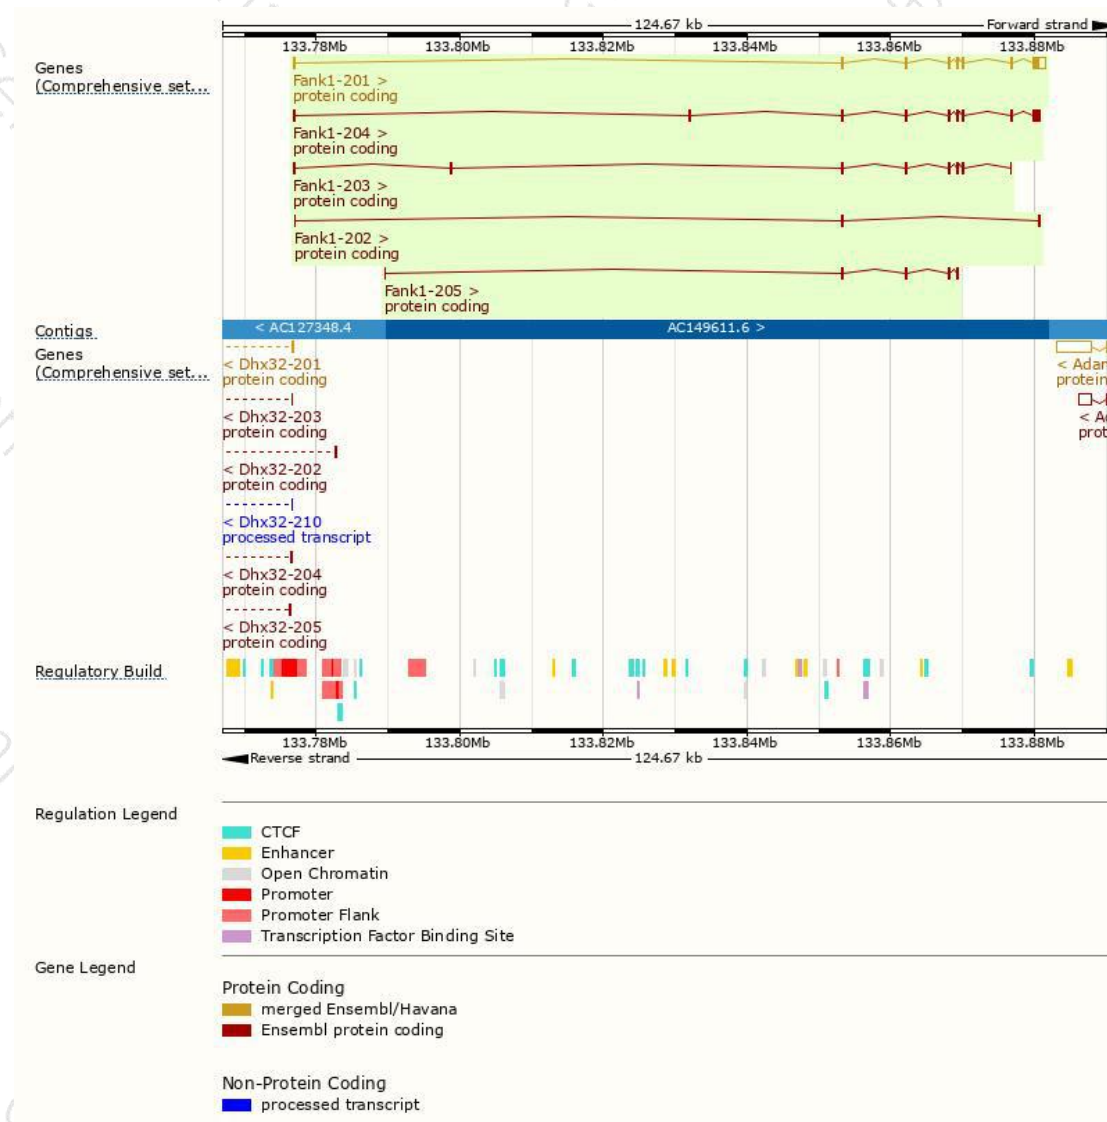 124.67 kb Forward strand
133.78Mb 133.80Mb 133.82Mb 133.84Mb 133.86Mb 133.88Mb
Genes
(Comprehensive set...
Fank1-201 >
protein coding
Fank1-204 >
protein coding
Fank1-203 >
protein coding
Fank1-202 >
protein coding
Fank1-205 >
protein coding
Contigs < AC127348.4 AC149611.6 >
Genes
(Comprehensive set...
< Dhx32-201 < Adar
protein coding protein
< Dhx32-203 < A
protein coding prot
< Dhx32-202
protein coding
< Dhx32-210
processed transcript
< Dhx32-204
protein coding
< Dhx32-205
protein coding
Regulatory Build
133.78Mb 133.80Mb 133.82Mb 133.84Mb 133.86Mb 133.88Mb
Reverse strand 124.67 kb
Regulation Legend
CTCF
Enhancer
Open Chromatin
Promoter
Promoter Flank
Transcription Factor Binding Site
Gene Legend
Protein Coding
merged Ensembl/Havana
Ensembl protein coding
Non-Protein Coding
processed transcript